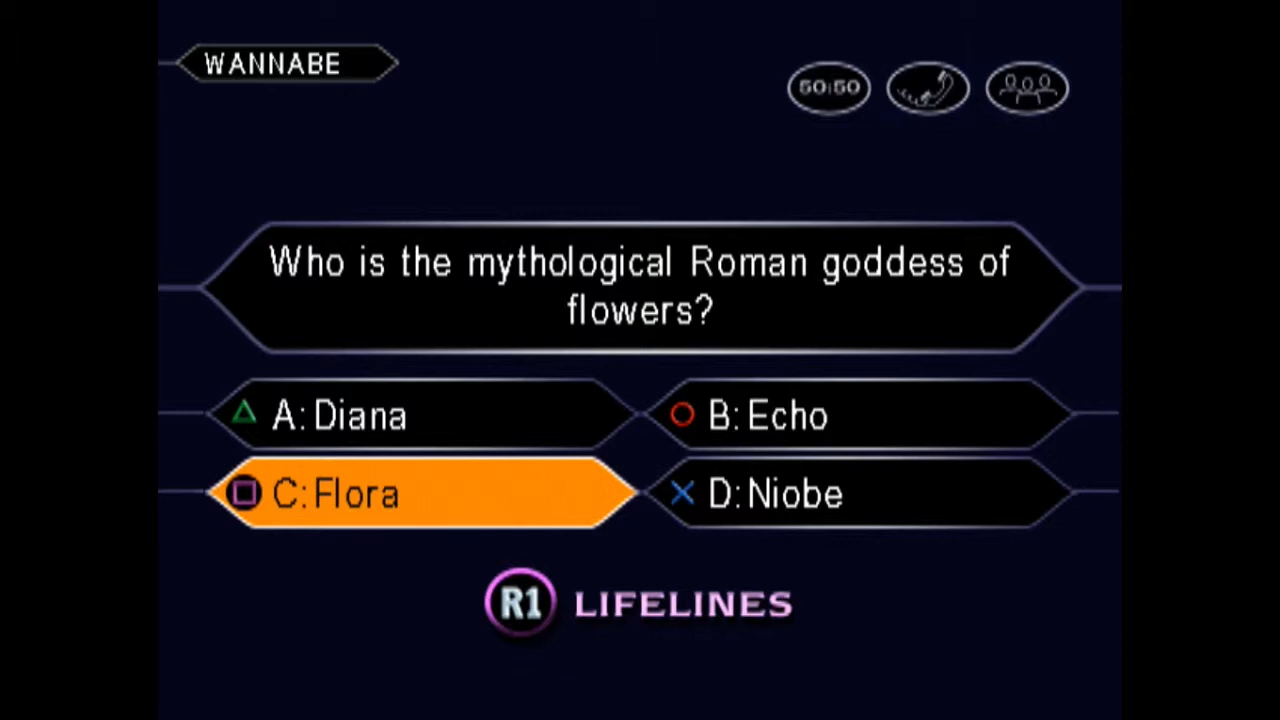 WANNABE
50:50
Who is the mythological Roman goddess of
flowers?
A: Diana
B: Echo
C: Flora
D: Niobe
R1 LIFELINES